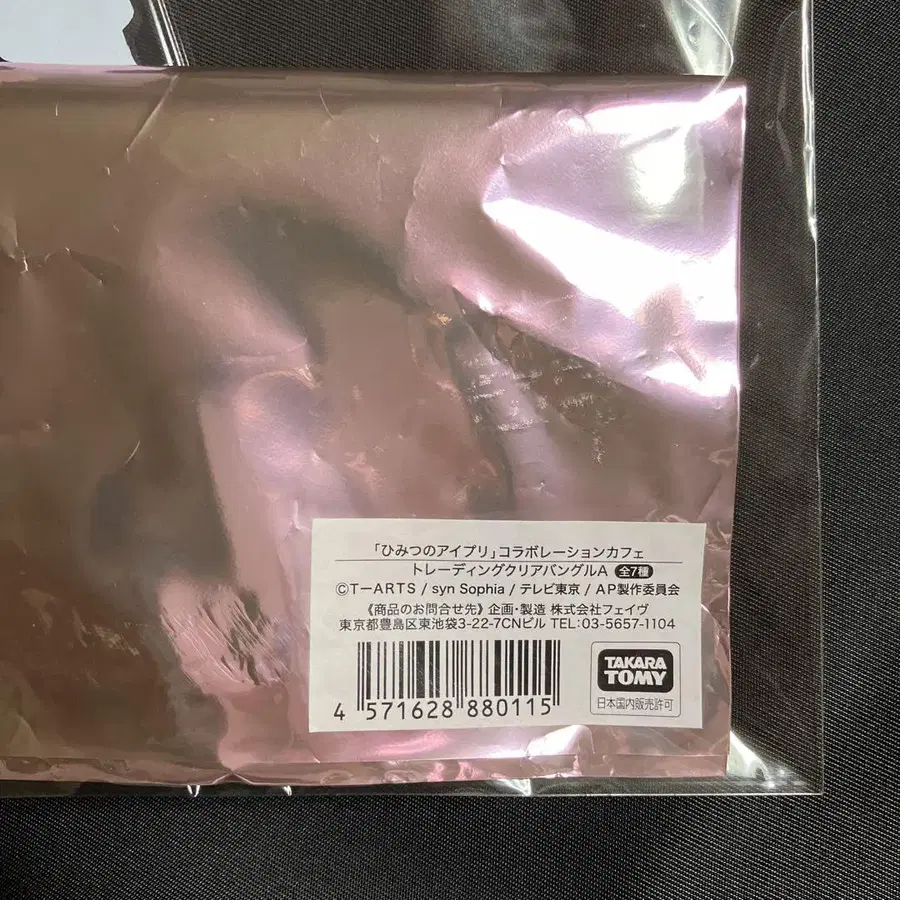 「ひみつのアイプリ」コラボレーションカフェ
トレーディングクリアバングルA 全7種
©T-ARTS / syn Sophia / テレビ東京 / AP製作委員会
《商品のお問合せ先》企画・製造 株式会社フェイヴ
東京都豊島区東池袋3-22-7CNビル TEL:03-5657-1104
4 571628 880115
TAKARA
TOMY
日本国内販売許可